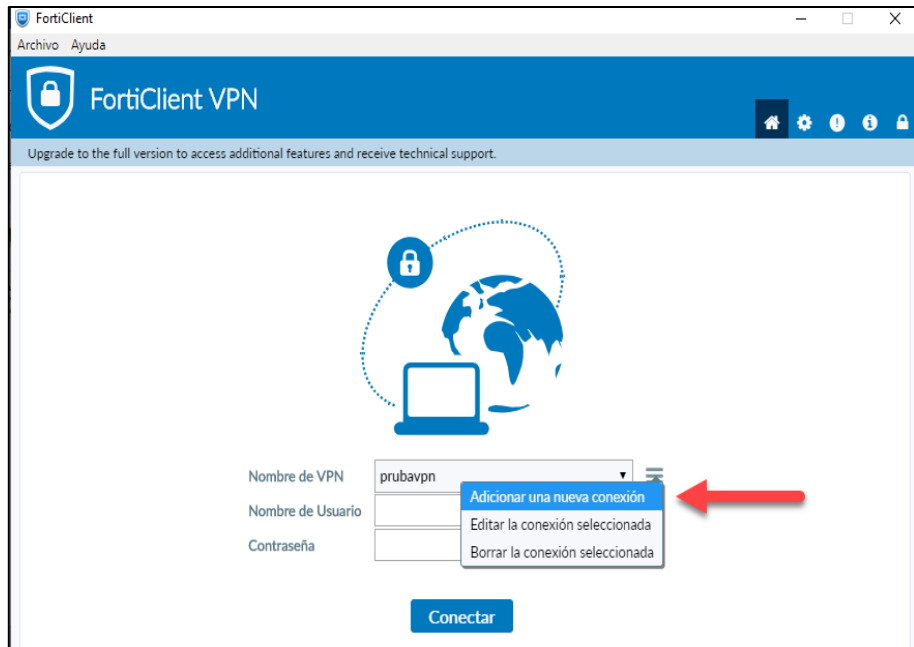 FortiClient
Archivo Ayuda
FortiClient VPN
Upgrade to the full version to access additional features and receive technical support.
Nombre de VPN prubavpn
Adicionar una nueva conexión
Nombre de Usuario
Editar la conexión seleccionada
Contraseña
Borrar la conexión seleccionada
Conectar